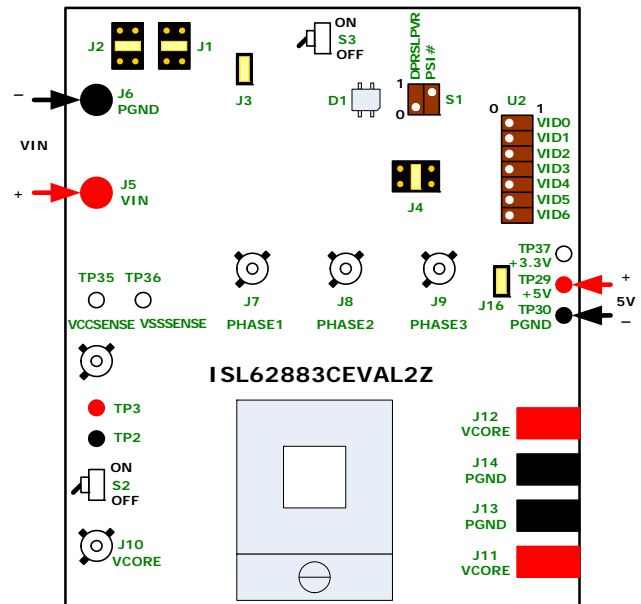 J2
J1
J3
ON
S3
OFF
DPRSLPVR
PSI#
D1
1
0
S1
U2
0
1
VID0
VID1
VID2
VID3
VID4
VID5
VID6
–
J6
PGND
VIN
+
J5
VIN
J4
TP35
TP36
VCCSENSE
VSSSENSE
J7
PHASE1
J8
PHASE2
J9
PHASE3
J16
TP37
+3.3V
TP29
+5V
TP30
PGND
+
5V
–
ISL62883CEVAL2Z
TP3
TP2
ON
S2
OFF
J10
VCORE
J12
VCORE
J14
PGND
J13
PGND
J11
VCORE